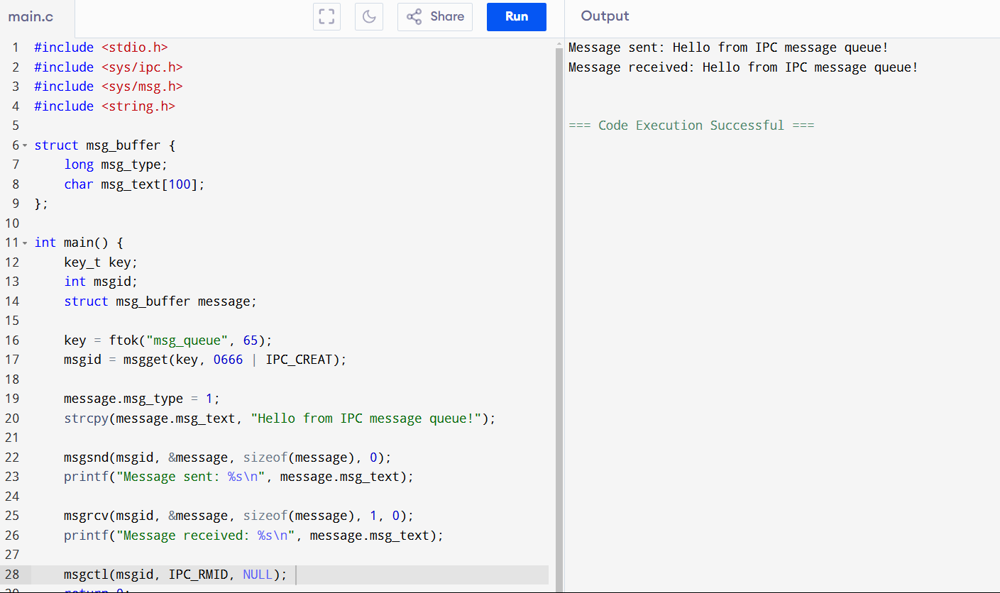 main.c
Share
Run
Output
1 #include <stdio.h>
2 #include <sys/ipc.h>
3 #include <sys/msg.h>
4 #include <string.h>
5
6 struct msg_buffer {
7     long msg_type;
8     char msg_text[100];
9 };
10
11 int main() {
12     key_t key;
13     int msgid;
14     struct msg_buffer message;
15
16     key = ftok("msg_queue", 65);
17     msgid = msgget(key, 0666 | IPC_CREAT);
18
19     message.msg_type = 1;
20     strcpy(message.msg_text, "Hello from IPC message queue!");
21
22     msgsnd(msgid, &message, sizeof(message), 0);
23     printf("Message sent: %s\n", message.msg_text);
24
25     msgrcv(msgid, &message, sizeof(message), 1, 0);
26     printf("Message received: %s\n", message.msg_text);
27
28     msgctl(msgid, IPC_RMID, NULL);
29     return 0;
Message sent: Hello from IPC message queue!
Message received: Hello from IPC message queue!
=== Code Execution Successful ===